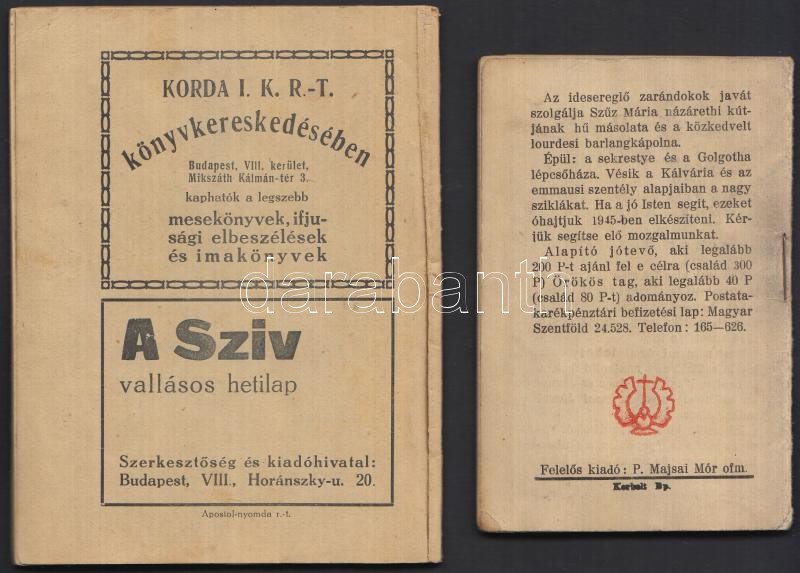 KORDA I. K. R.-T.
könyvkereskedésében
Budapest, VIII. kerület,
Mikszáth Kálmán-tér 3.
kaphatók a legszebb
mesekönyvek, ifju-
sági elbeszélések
és imakönyvek
A Sziv
vallásos hetilap
Szerkesztőség és kiadóhivatal:
Budapest, VIII., Horánszky-u. 20.
Apostol-nyomda r.-t.
Az idesereglő zarándokok javát
szolgálja Szűz Mária názárethi kút-
jának hű másolata és a közkedvelt
lourdesi barlangkápolna.
Épül: a sekrestye és a Golgotha
lépcsőháza. Vésik a Kálvária és az
emmausi szentély alapjaiban a nagy
sziklákat. Ha a jó Isten segit, ezeket
óhajtjuk 1945-ben elkészíteni. Kér-
jük segítse elő mozgalmunkat.
Alapító jótevő, aki legalább
200 P-t ajánl fel e célra (család 300
P) Örökös tag, aki legalább 40 P
(család 80 P-t) adományoz. Postata-
karékpénztári befizetési lap: Magyar
Szentföld 24.528. Telefon: 165—626.
Felelős kiadó: P. Majsai Mór ofm.
Korbolt Bp.
darabanth